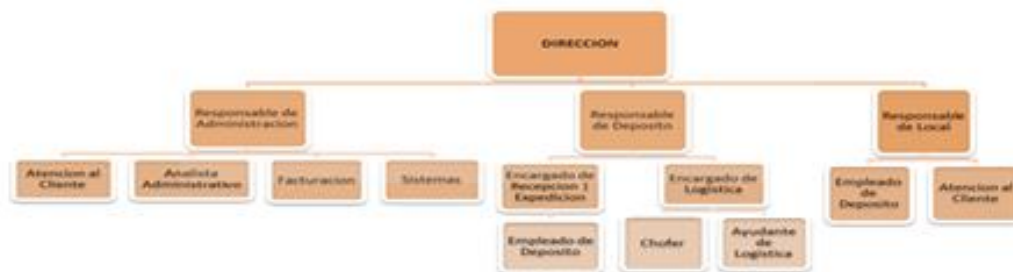 DIRECCION
Responsable de
Administracion
Responsable
de Deposito
Responsable
de Local
Atencion al
Cliente
Analista
Administrativo
Facturacion
Sistemas
Encargado de
Recepcion
Expedicion
Encargado de
Logistica
Empleado
de
Deposito
Atencion al
Cliente
Empleado de
Deposito
Chofer
Ayudante
de
Logistica